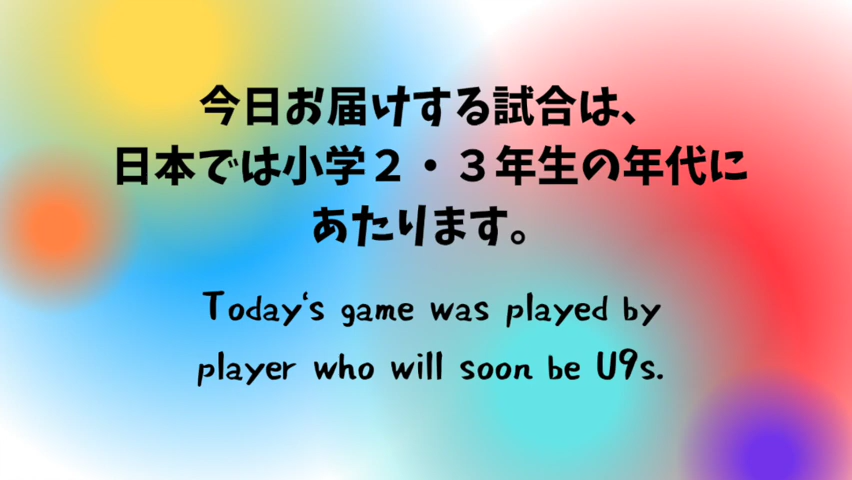 今日お届けする試合は、
日本では小学２・３年生の年代に
あたります。
Today's game was played by
player who will soon be U9s.